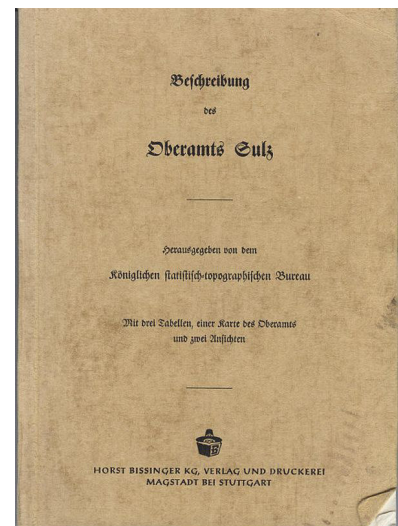 Beschreibung
des
Oberamts Sulz
Herausgegeben von dem
Königlichen statistisch-topographischen Bureau
Mit drei Tabellen, einer Karte des Oberamts
und zwei Ansichten
HORST BISSINGER KG, VERLAG UND DRUCKEREI
MAGSTADT BEI STUTTGART